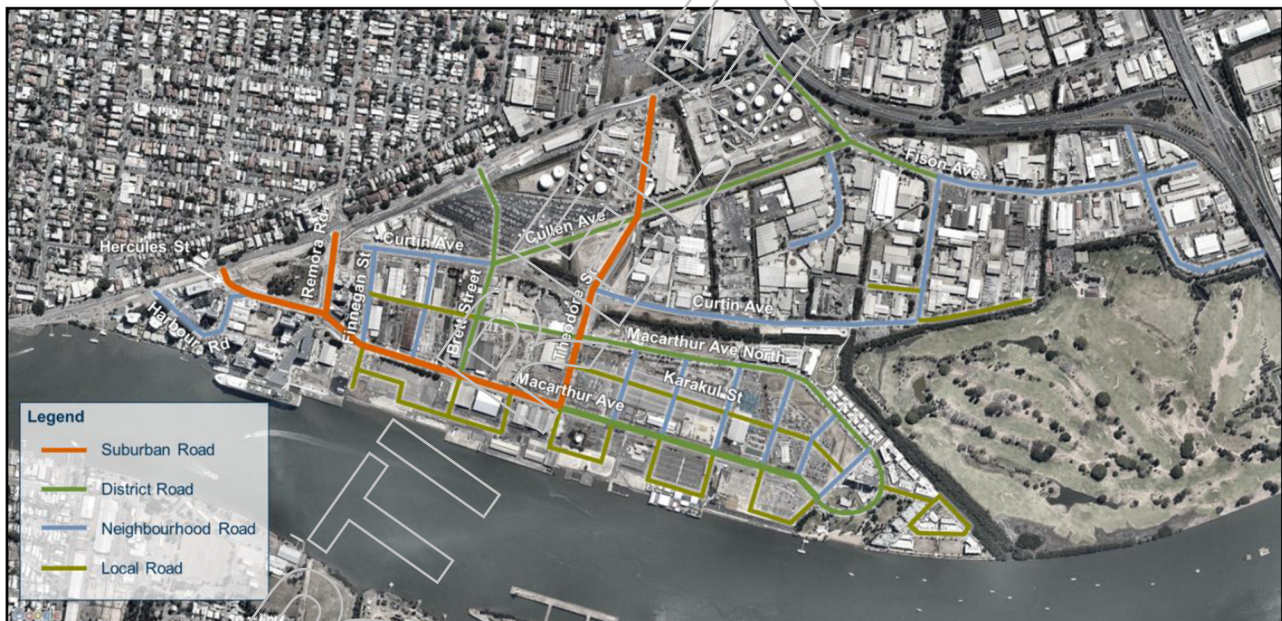 Fison Ave
Cullen Ave
Remora Rd
Hercules St
Curtin Ave
Finnegan St
Brett Street
Theodore St
Harbour Rd
Curtin Ave
Macarthur Ave North
Karakul St
Macarthur Ave
Legend
Suburban Road
District Road
Neighbourhood Road
Local Road